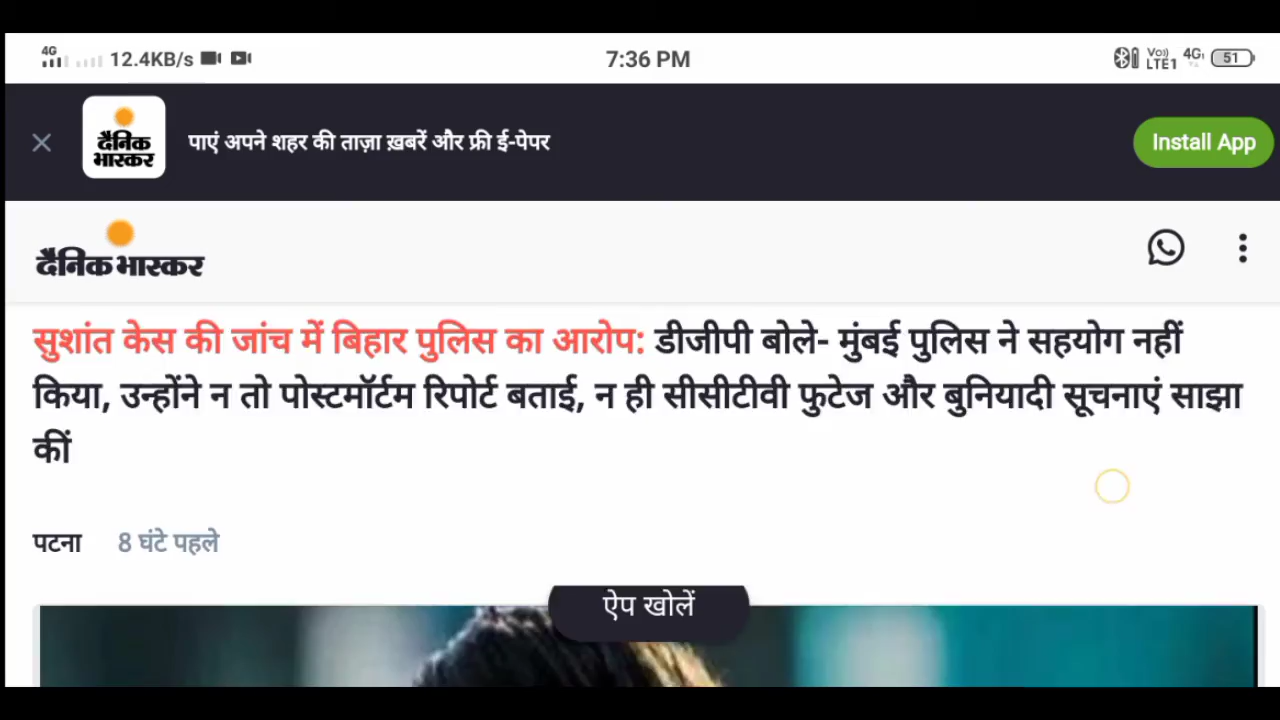 4G 12.4KB/s 7:36 PM Vo)) LTE1 4G 51
दैनिक भास्कर
पाएं अपने शहर की ताज़ा ख़बरें और फ्री ई-पेपर
Install App
दैनिक भास्कर
सुशांत केस की जांच में बिहार पुलिस का आरोप: डीजीपी बोले- मुंबई पुलिस ने सहयोग नहीं
किया, उन्होंने न तो पोस्टमॉर्टम रिपोर्ट बताई, न ही सीसीटीवी फुटेज और बुनियादी सूचनाएं साझा
कीं
पटना 8 घंटे पहले
ऐप खोलें